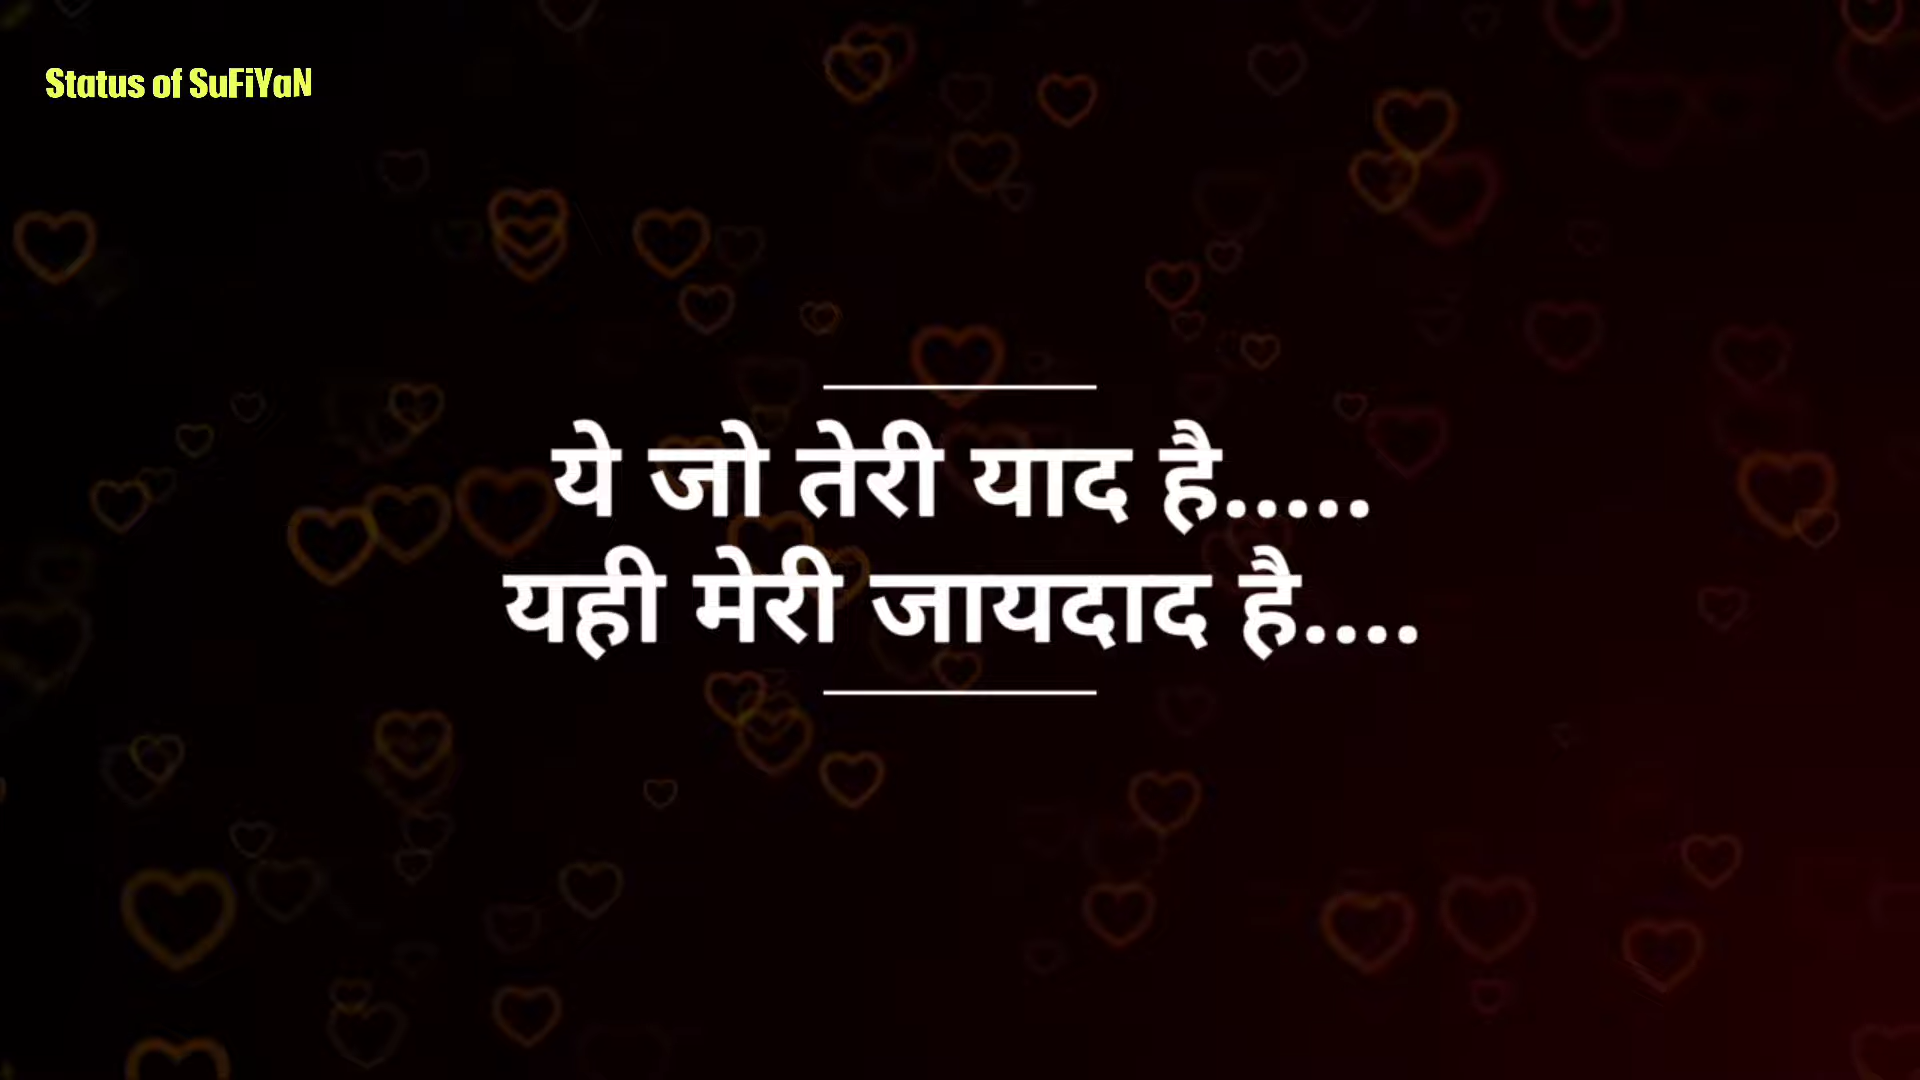 Status of SuFiYaN
ये जो तेरी याद है.....
यही मेरी जायदाद है....